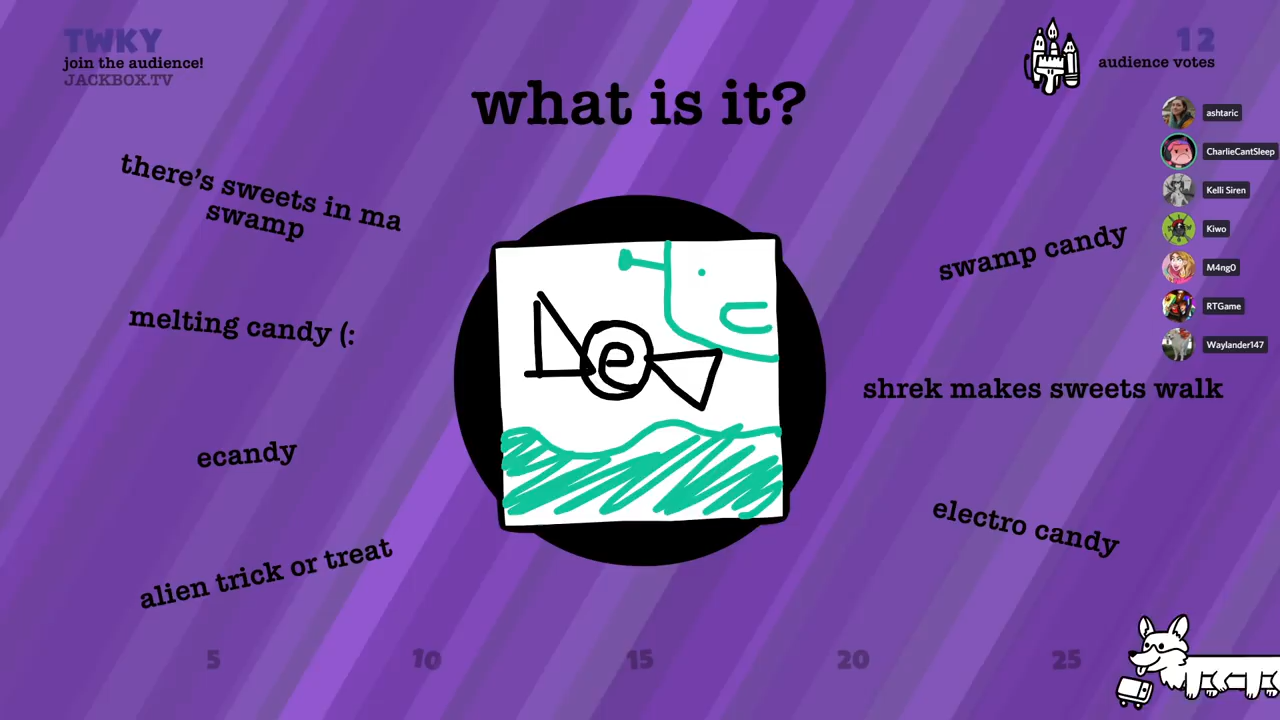 TWKY
join the audience!
JACKBOX.TV
12
audience votes
what is it?
ashtaric
CharlieCantSleep
Kelli Siren
Kiwo
M4ng0
RTGame
Waylander147
there's sweets in ma
swamp
swamp candy
melting candy (:
e
shrek makes sweets walk
ecandy
electro candy
alien trick or treat
5
10
15
20
25